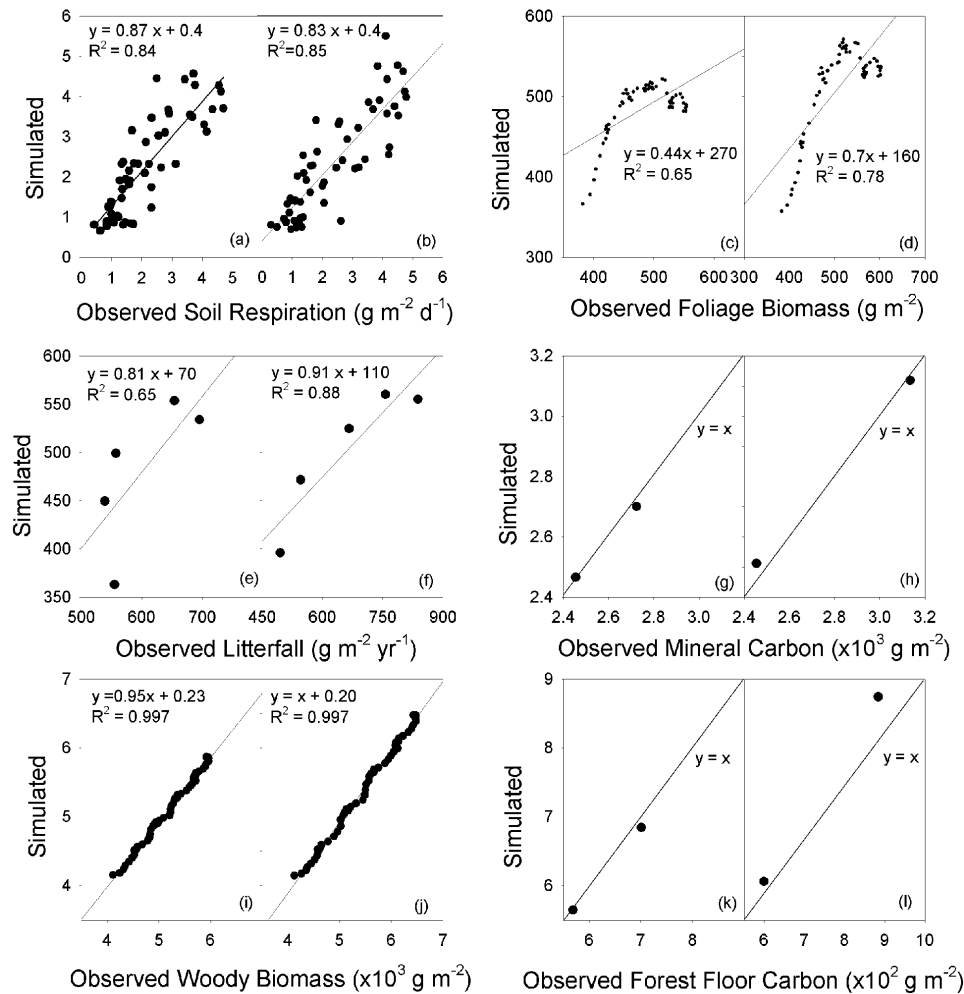 6
5
4
3
2
1
0
Simulated
y = 0.87 x + 0.4
R² = 0.84
(a)
y = 0.83 x + 0.4
R²=0.85
(b)
0 1 2 3 4 5 0 1 2 3 4 5 6
Observed Soil Respiration (g m⁻² d⁻¹)
600
500
400
300
Simulated
y = 0.44x + 270
R² = 0.65
(c)
y = 0.7x + 160
R² = 0.78
(d)
400 500 600 300 400 500 600 700
Observed Foliage Biomass (g m⁻²)
600
550
500
450
400
350
Simulated
y = 0.81 x + 70
R² = 0.65
(e)
y = 0.91 x + 110
R² = 0.88
(f)
500 600 700 450 600 750 900
Observed Litterfall (g m⁻² yr⁻¹)
3.2
3.0
2.8
2.6
2.4
Simulated
y = x
(g)
y = x
(h)
2.4 2.6 2.8 3.0 2.6 2.8 3.0 3.2
Observed Mineral Carbon (x10³ g m⁻²)
7
6
5
4
Simulated
y =0.95x + 0.23
R² = 0.997
(i)
y = x + 0.20
R² = 0.997
(j)
4 5 6 4 5 6 7
Observed Woody Biomass (x10³ g m⁻²)
9
8
7
6
Simulated
y = x
(k)
y = x
(l)
6 7 8 6 7 8 9 10
Observed Forest Floor Carbon (x10² g m⁻²)